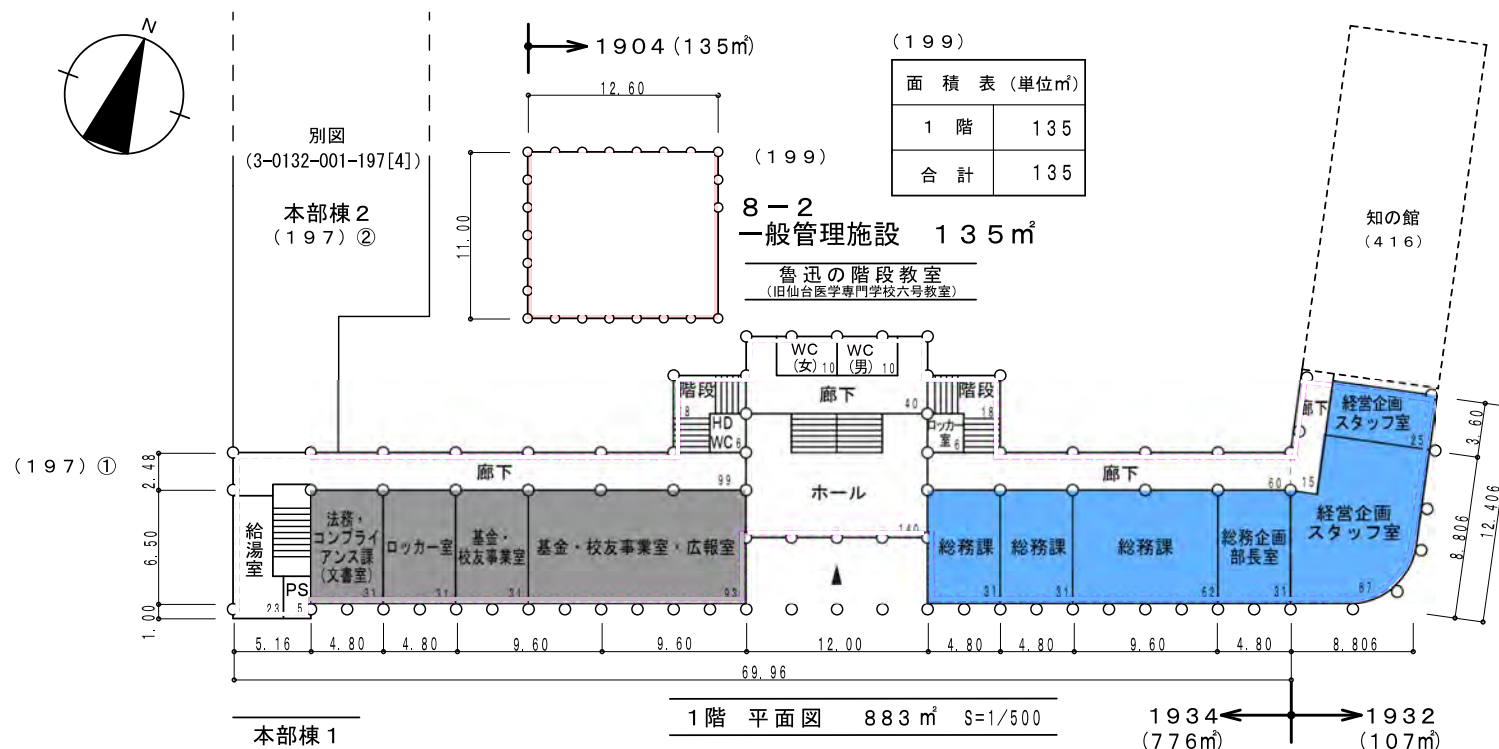 N
1904(135㎡)
(199)
面積表(単位㎡)
1階 135
合計 135
12.60
11.00
別図
(3-0132-001-197[4])
本部棟2
(197)②
(199)
8-2
一般管理施設 135㎡
魯迅の階段教室
(旧仙台医学専門学校六号教室)
知の館
(416)
WC
(女) 10
WC
(男) 10
廊下
40
階段
8
HD
WC 6
階段
18
ロッカー
室 6
廊下
15
経営企画
スタッフ室
25
3.60
(197)①
2.48
6.50
1.00
廊下
99
ホール
140
廊下
60
給湯室
23
PS
5
法務・
コンプライ
アンス課
(文書室)
31
ロッカー室
31
基金・
校友事業室
31
基金・校友事業室・広報室
93
総務課
31
総務課
31
総務課
62
総務企画
部長室
31
経営企画
スタッフ室
67
8.806
12.406
5.16
4.80
4.80
9.60
9.60
12.00
4.80
4.80
9.60
4.80
8.806
69.96
本部棟1
1階 平面図 883㎡ S=1/500
1934
(776㎡)
1932
(107㎡)